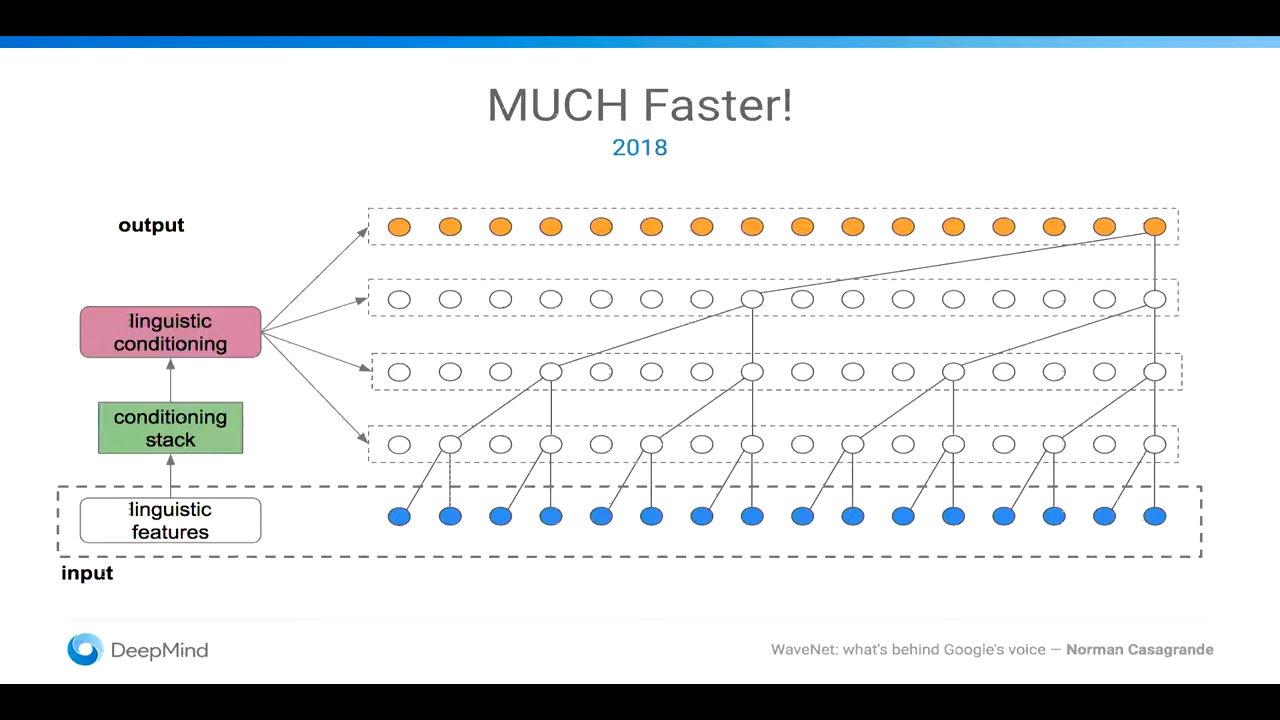 MUCH Faster!
2018
output
linguistic
conditioning
conditioning
stack
linguistic
features
input
DeepMind
WaveNet: what's behind Google's voice — Norman Casagrande